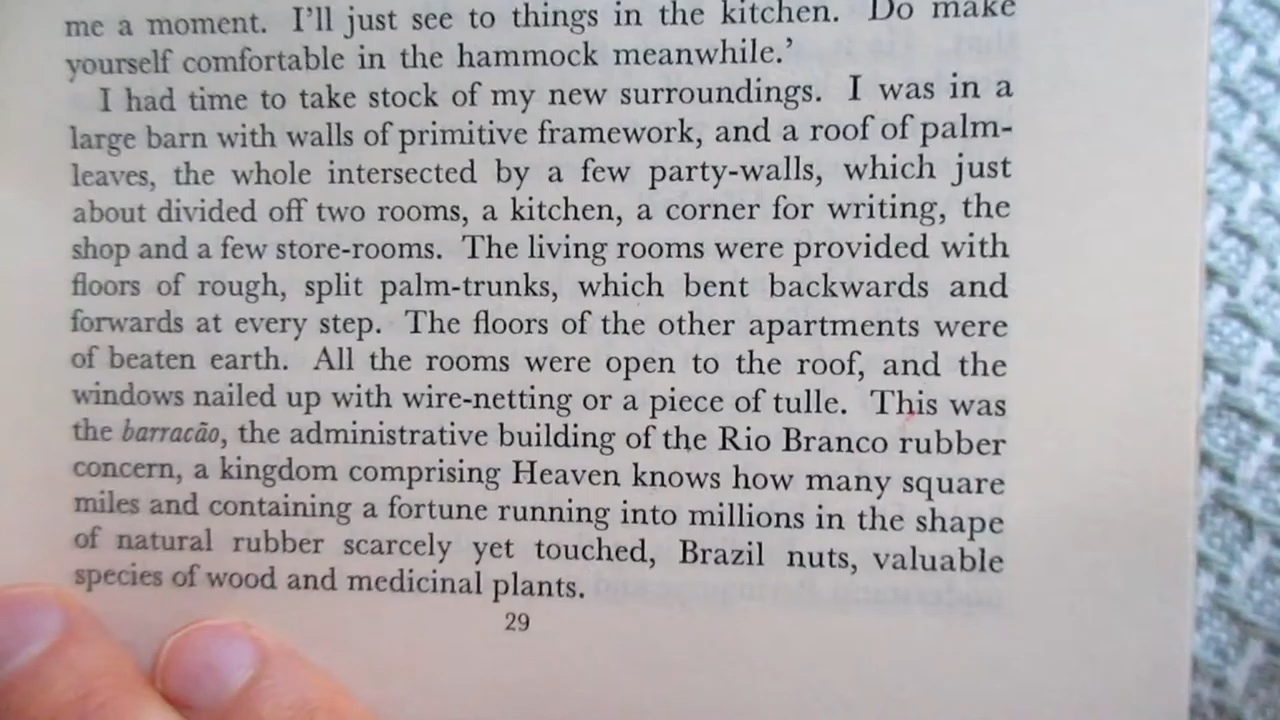 me a moment. I'll just see to things in the kitchen. Do make
yourself comfortable in the hammock meanwhile.'
I had time to take stock of my new surroundings. I was in a
large barn with walls of primitive framework, and a roof of palm-
leaves, the whole intersected by a few party-walls, which just
about divided off two rooms, a kitchen, a corner for writing, the
shop and a few store-rooms. The living rooms were provided with
floors of rough, split palm-trunks, which bent backwards and
forwards at every step. The floors of the other apartments were
of beaten earth. All the rooms were open to the roof, and the
windows nailed up with wire-netting or a piece of tulle. This was
the barracão, the administrative building of the Rio Branco rubber
concern, a kingdom comprising Heaven knows how many square
miles and containing a fortune running into millions in the shape
of natural rubber scarcely yet touched, Brazil nuts, valuable
species of wood and medicinal plants.
29